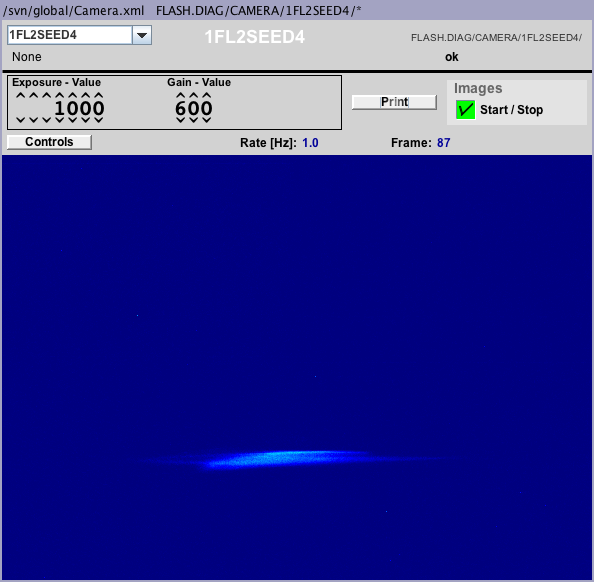 /svn/global/Camera.xml FLASH.DIAG/CAMERA/1FL2SEED4/*
1FL2SEED4 1FL2SEED4 FLASH.DIAG/CAMERA/1FL2SEED4/
None ok
Exposure - Value Gain - Value
1000 600
Print
Images
Start / Stop
Controls Rate [Hz]: 1.0 Frame: 87